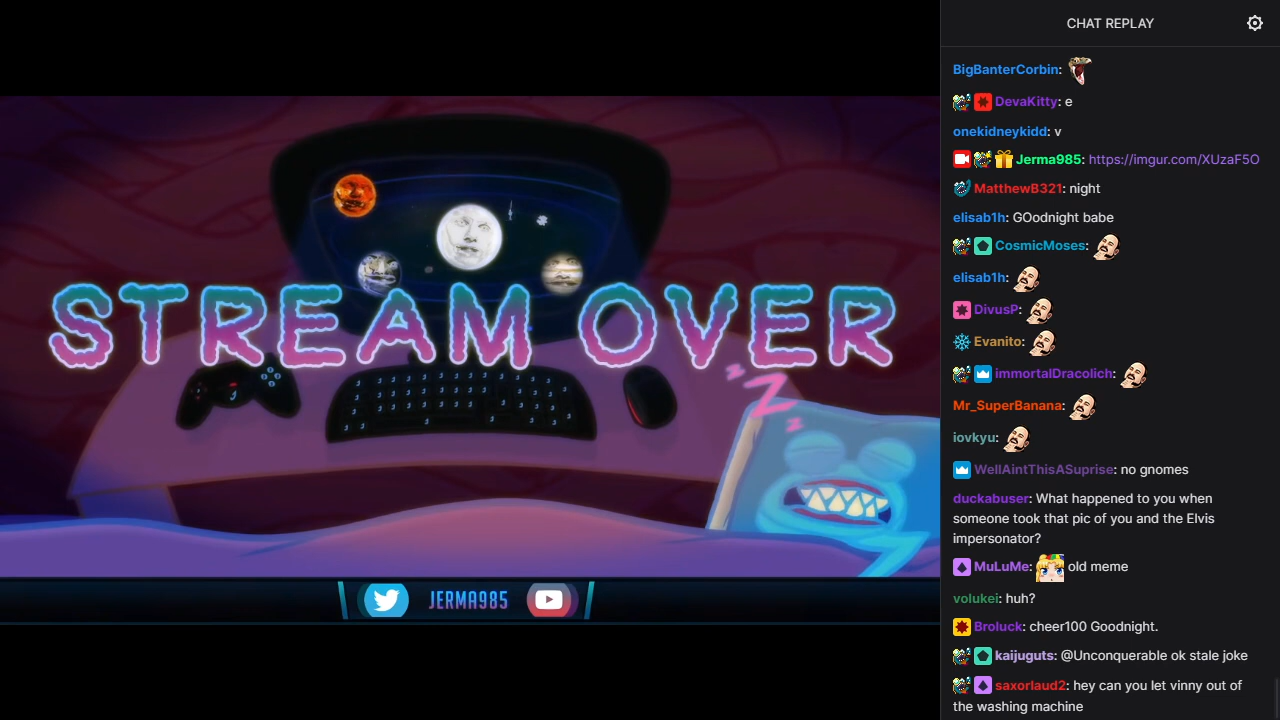 STREAM OVER
z
Z
z
JERMA985
CHAT REPLAY
BigBanterCorbin:
DevaKitty: e
onekidneykidd: v
Jerma985: https://imgur.com/XUzaF5O
MatthewB321: night
elisab1h: GOodnight babe
CosmicMoses:
elisab1h:
DivusP:
Evanito:
immortalDracolich:
Mr_SuperBanana:
iovkyu:
WellAintThisASuprise: no gnomes
duckabuser: What happened to you when
someone took that pic of you and the Elvis
impersonator?
MuLuMe: old meme
volukei: huh?
Broluck: cheer100 Goodnight.
kaijuguts: @Unconquerable ok stale joke
saxorlaud2: hey can you let vinny out of
the washing machine